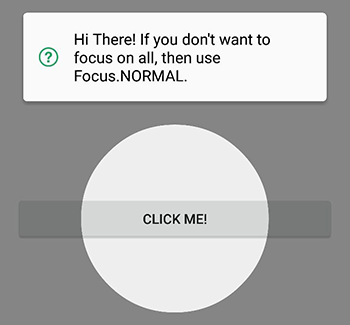 Hi There! If you don't want to
focus on all, then use
Focus.NORMAL.
CLICK ME!